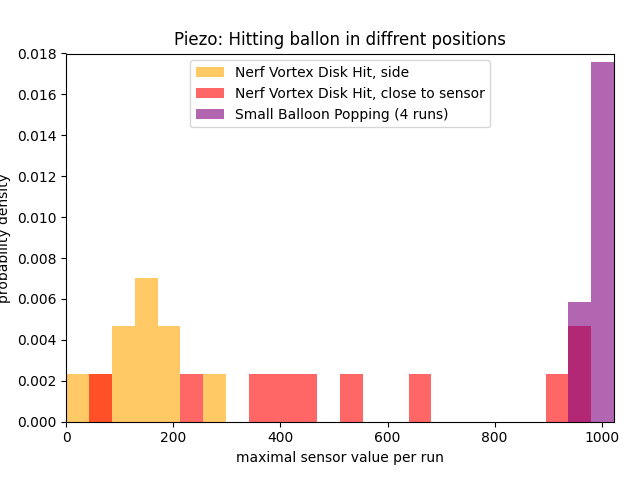 Piezo: Hitting ballon in diffrent positions
Nerf Vortex Disk Hit, side
Nerf Vortex Disk Hit, close to sensor
Small Balloon Popping (4 runs)
probability density
0.018
0.016
0.014
0.012
0.010
0.008
0.006
0.004
0.002
0.000
0 200 400 600 800 1000
maximal sensor value per run